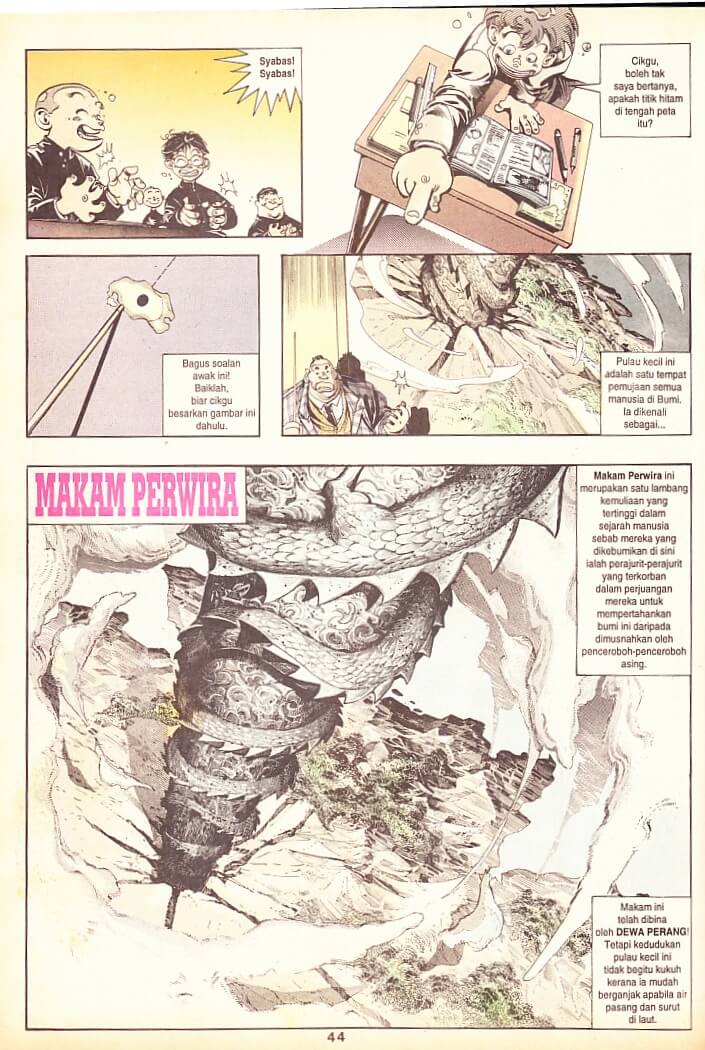 Syabas!
Syabas!
Cikgu,
boleh tak
saya bertanya,
apakah titik hitam
di tengah peta
itu?
Bagus soalan
awak ini!
Baiklah,
biar cikgu
besarkan gambar ini
dahulu.
Pulau kecil ini
adalah satu tempat
pemujaan semua
manusia di Bumi.
Ia dikenali
sebagai...
MAKAM PERWIRA
Makam Perwira ini
merupakan satu lambang
kemuliaan yang
tertinggi dalam
sejarah manusia
sebab mereka yang
dikebumikan di sini
ialah perajurit-perajurit
yang terkorban
dalam perjuangan
mereka untuk
mempertahankan
bumi ini daripada
dimusnahkan oleh
penceroboh-penceroboh
asing.
Makam ini
telah dibina
oleh DEWA PERANG!
Tetapi kedudukan
pulau kecil ini
tidak begitu kukuh
kerana ia mudah
berganjak apabila air
pasang dan surut
di laut.
44